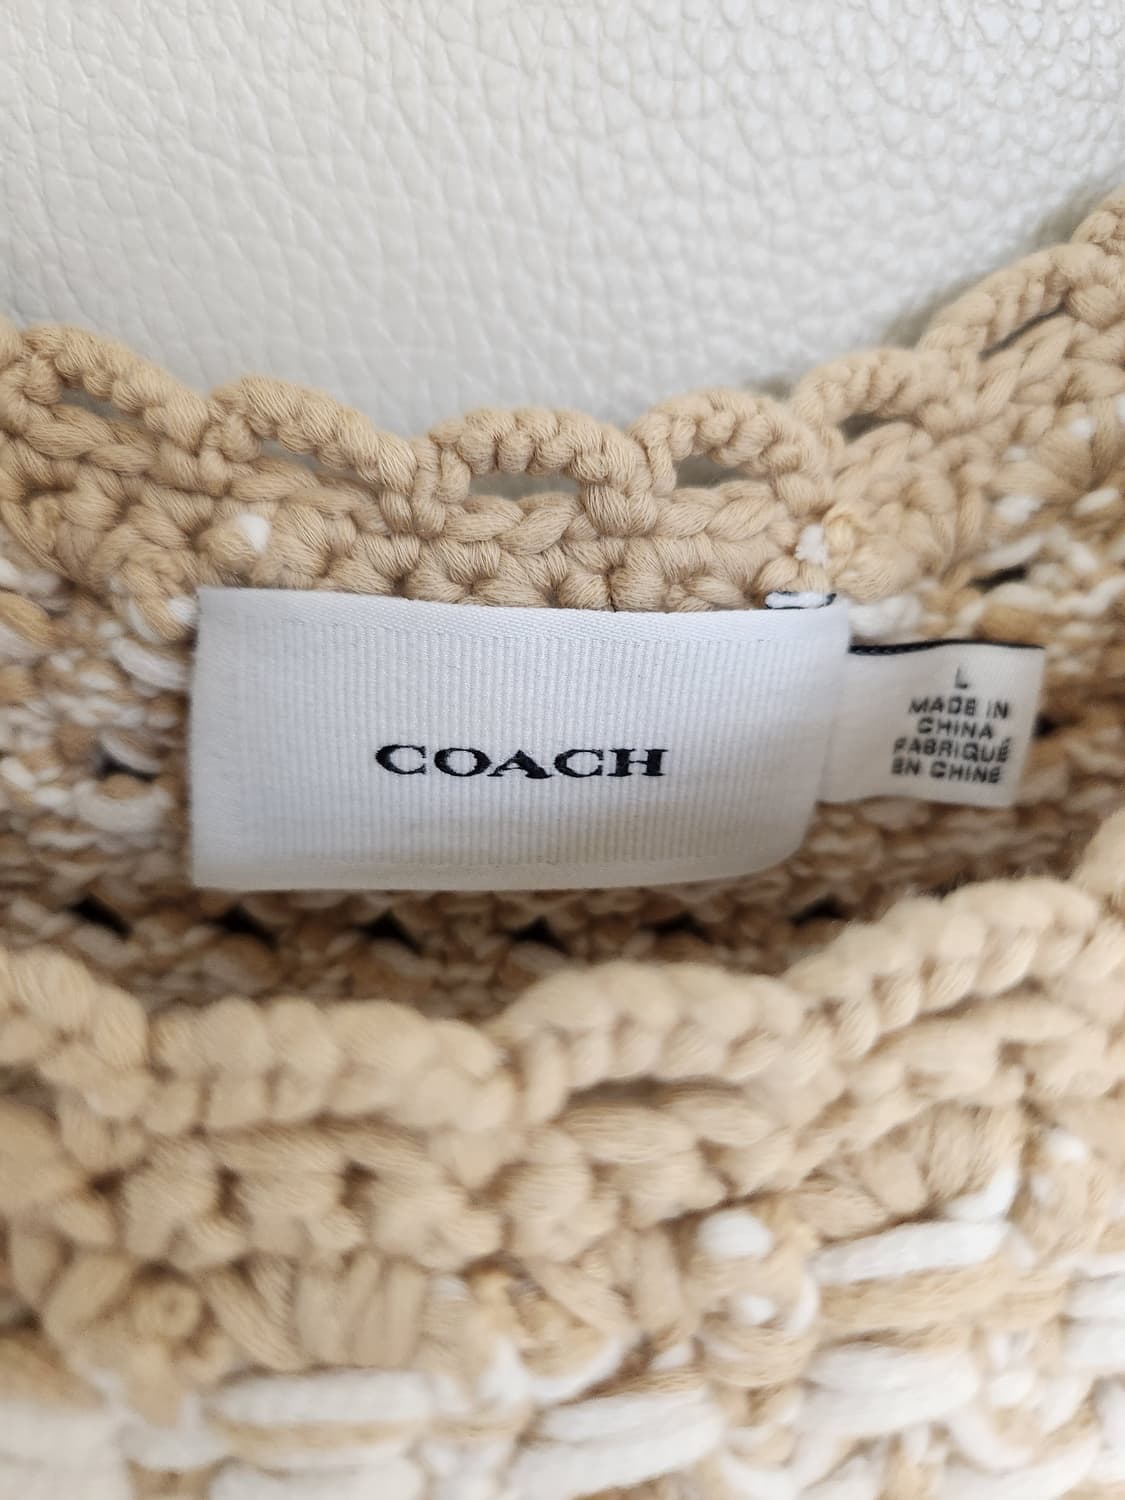 COACH
L
MADE IN
CHINA
FABRIQUÉ
EN CHINE